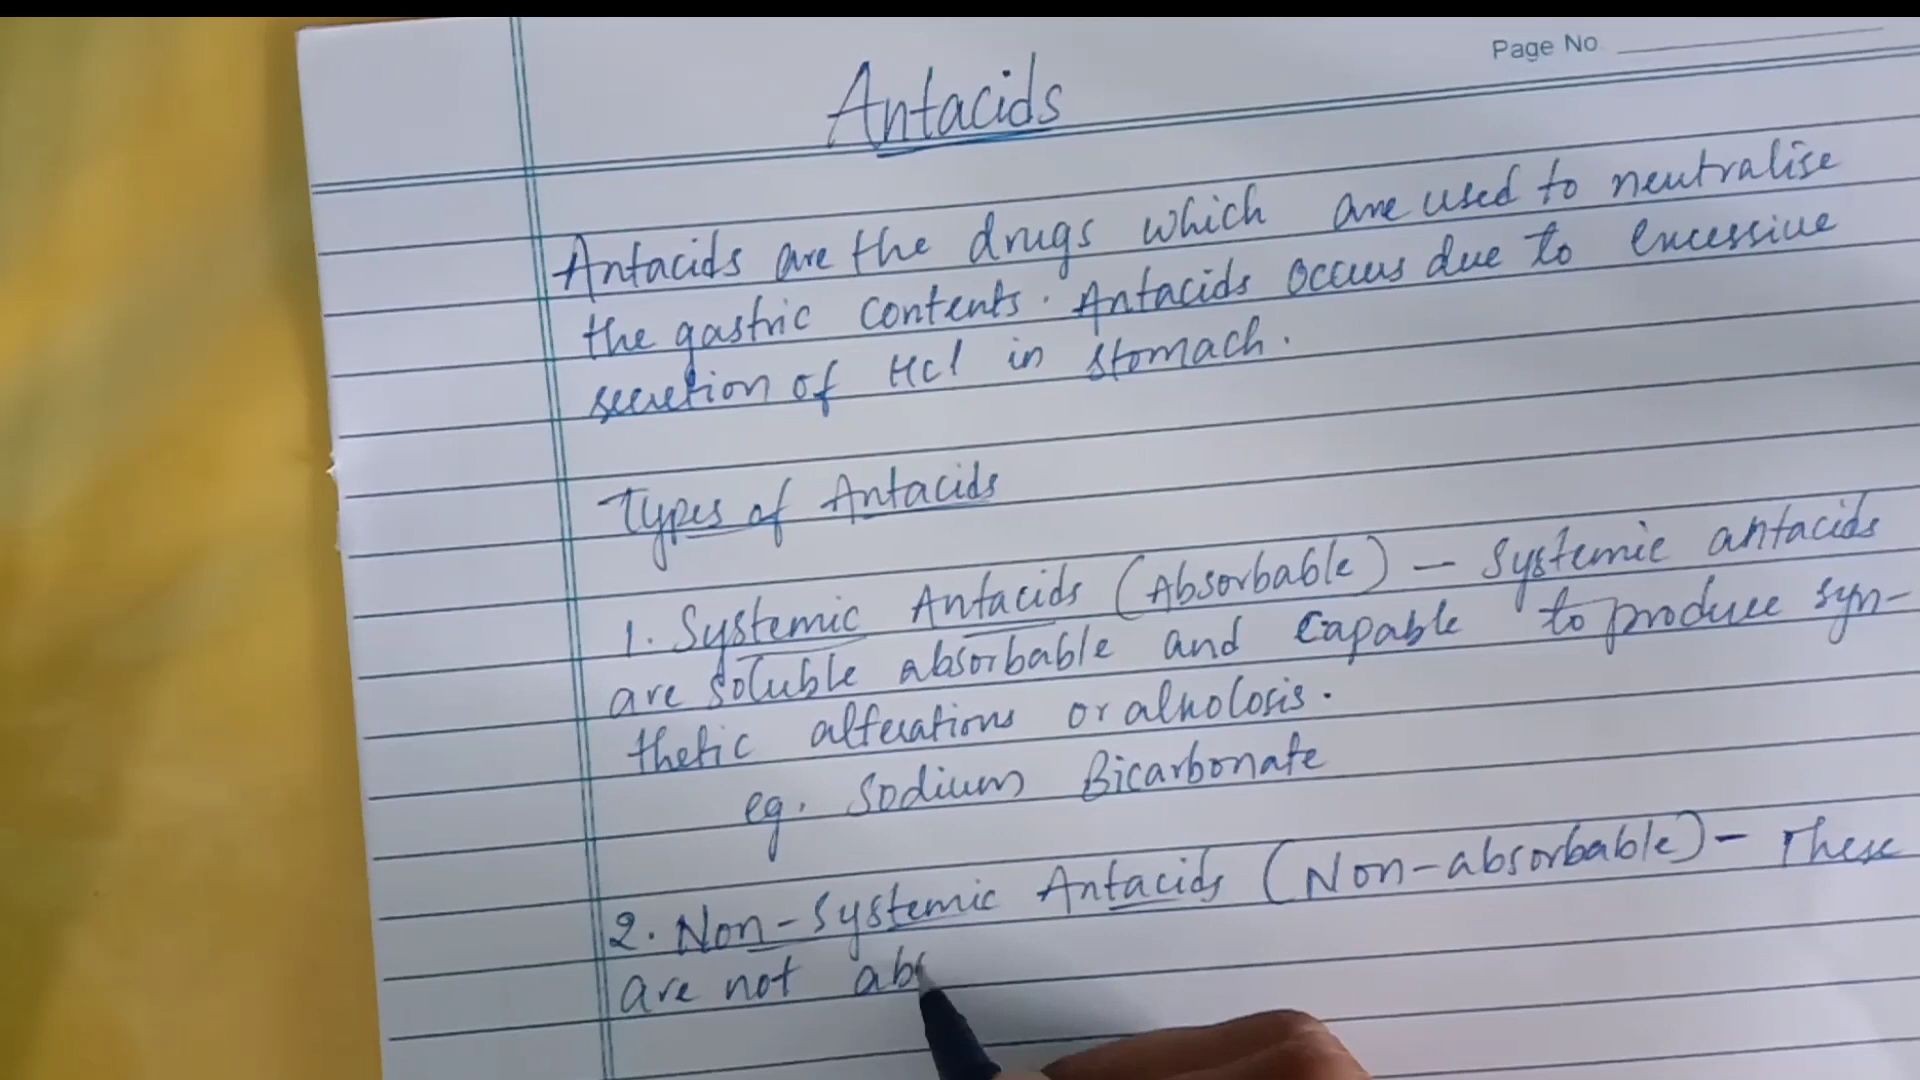 Page No
Antacids
Antacids are the drugs which are used to neutralise
the gastric contents. Antacids occurs due to excessive
secretion of HCl in stomach.
Types of Antacids
1. Systemic Antacids (Absorbable) - Systemic antacids
are soluble absorbable and capable to produce syn-
thetic alterations or alkolosis.
eg. Sodium Bicarbonate
2. Non-Systemic Antacids (Non-absorbable) - These
are not abs